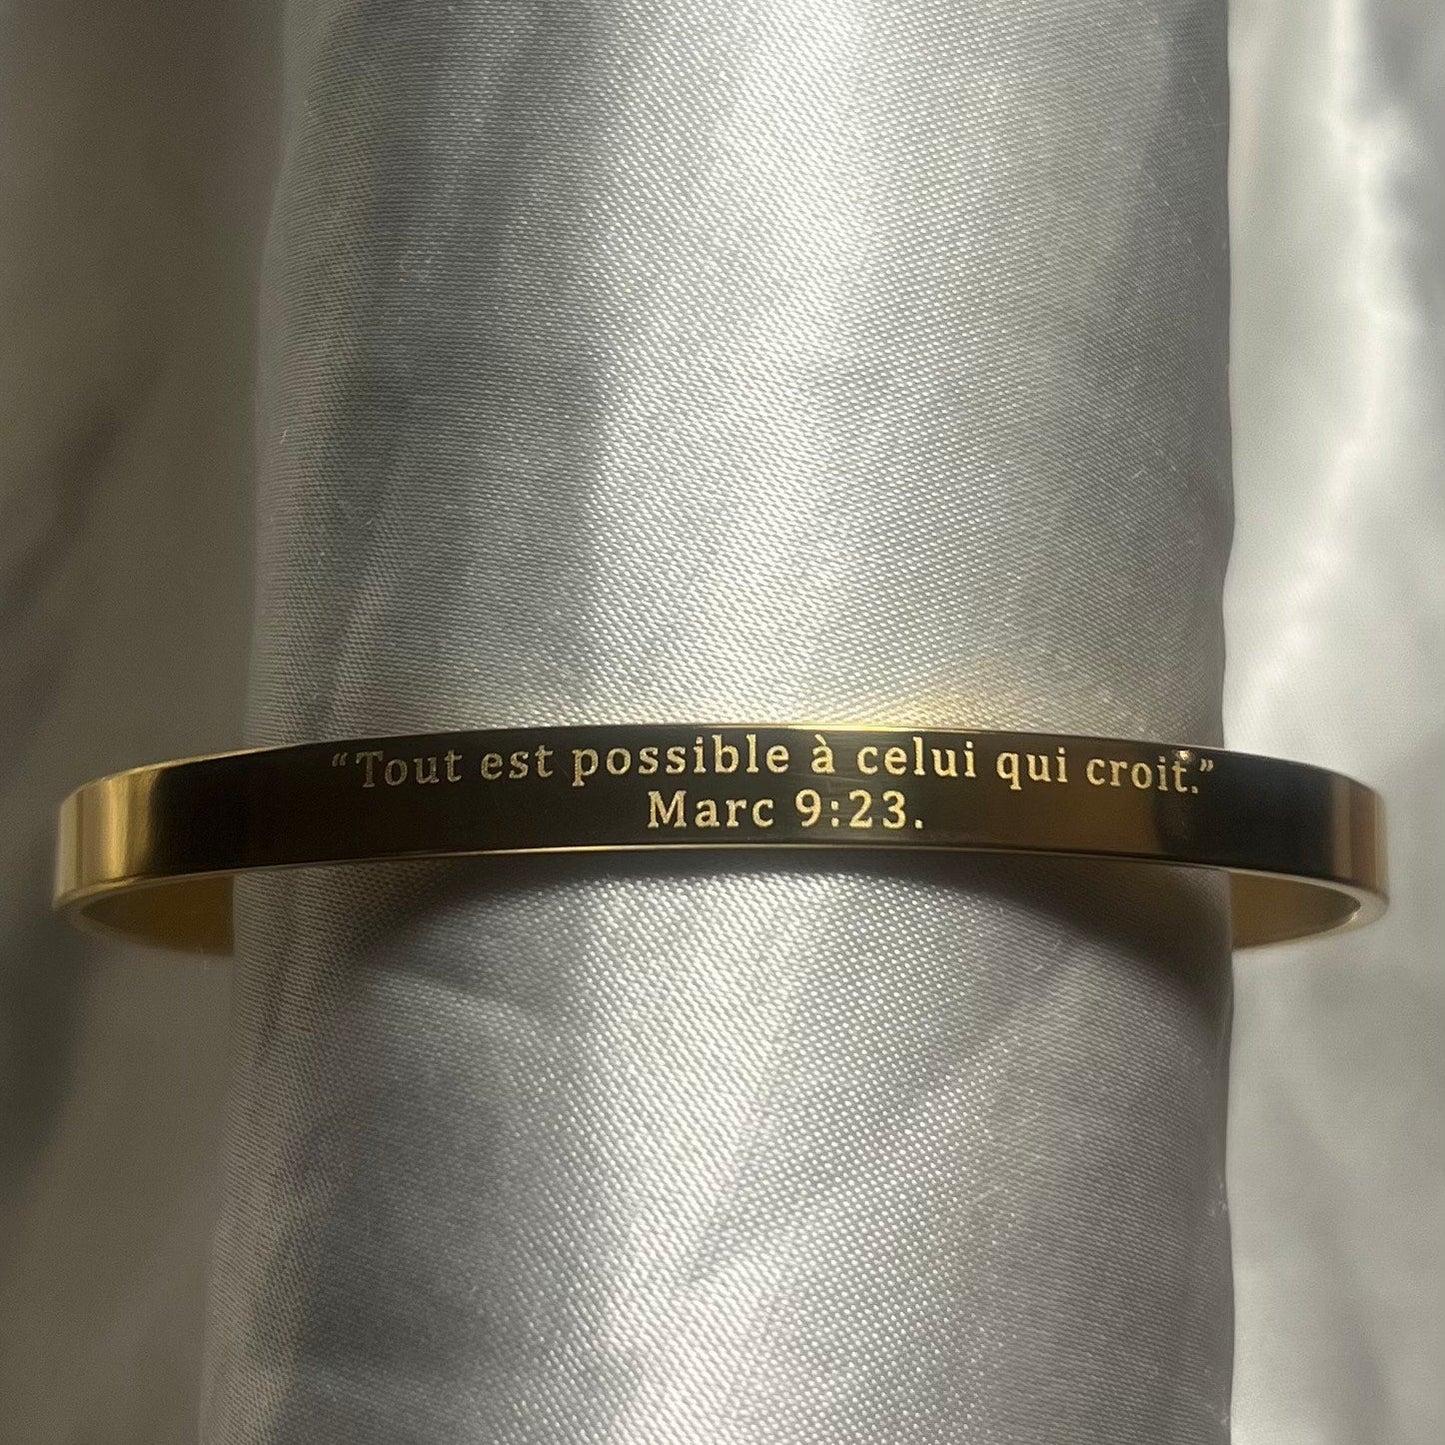 “Tout est possible à celui qui croit.”
Marc 9:23.